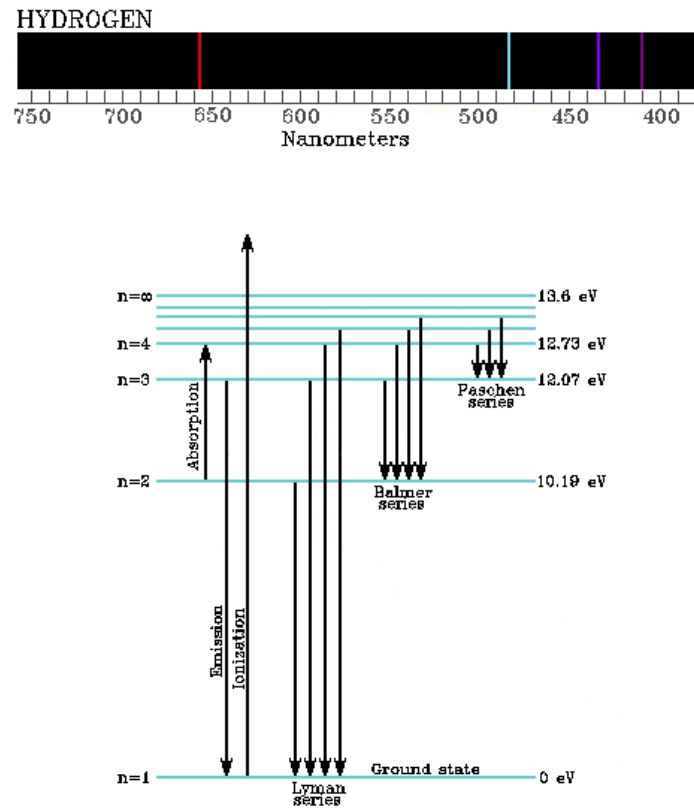 HYDROGEN
750 700 650 600 550 500 450 400
Nanometers
n=∞ 13.6 eV
n=4 12.73 eV
n=3 12.07 eV
Absorption
Paschen
series
n=2 10.19 eV
Balmer
series
Emission
Ionization
Ground state
n=1 0 eV
Lyman
series